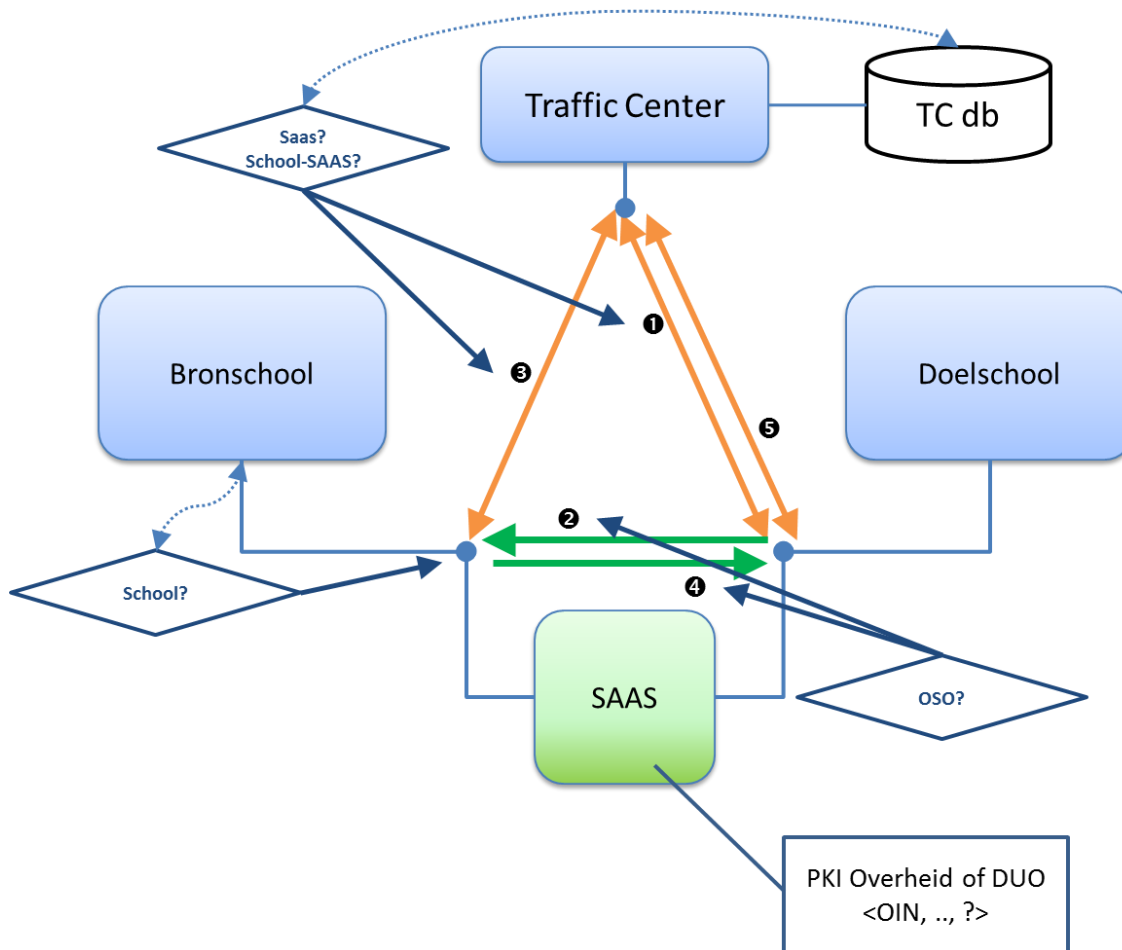 Traffic Center
TC db
Saas?
School-SAAS?
❶
Bronschool
❸
Doelschool
❺
❷
School?
❹
SAAS
OSO?
PKI Overheid of DUO
<OIN, .., ?>